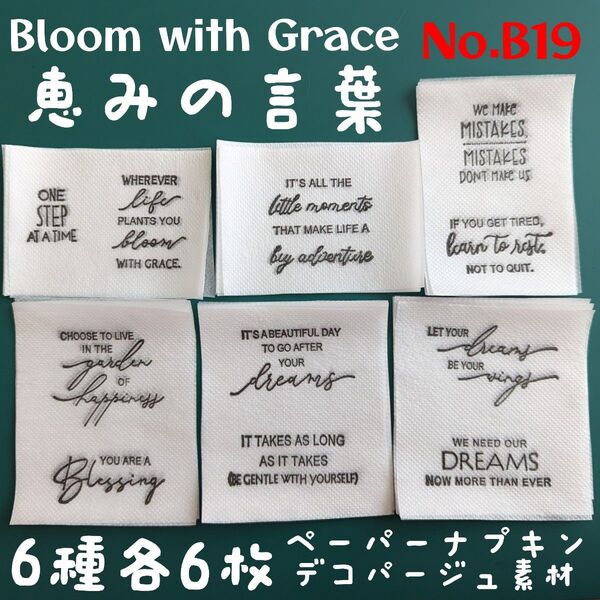 Bloom with Grace No.B19
恵みの言葉
ONE
STEP
AT A TIME
WHEREVER
life
PLANTS YOU
bloom
WITH GRACE.
IT'S ALL THE
little moments
THAT MAKE LIFE A
big adventure
WE MAKE
MISTAKES,
MISTAKES
DON'T MAKE US
IF YOU GET TIRED,
learn to rest,
NOT TO QUIT.
CHOOSE TO LIVE
IN THE
garden
OF
happiness
YOU ARE A
Blessing
IT'S A BEAUTIFUL DAY
TO GO AFTER
YOUR
dreams
IT TAKES AS LONG
AS IT TAKES
(BE GENTLE WITH YOURSELF)
LET YOUR dreams
BE YOUR wings
WE NEED OUR
DREAMS
NOW MORE THAN EVER
6種各6枚
ペーパーナプキン
デコパージュ素材